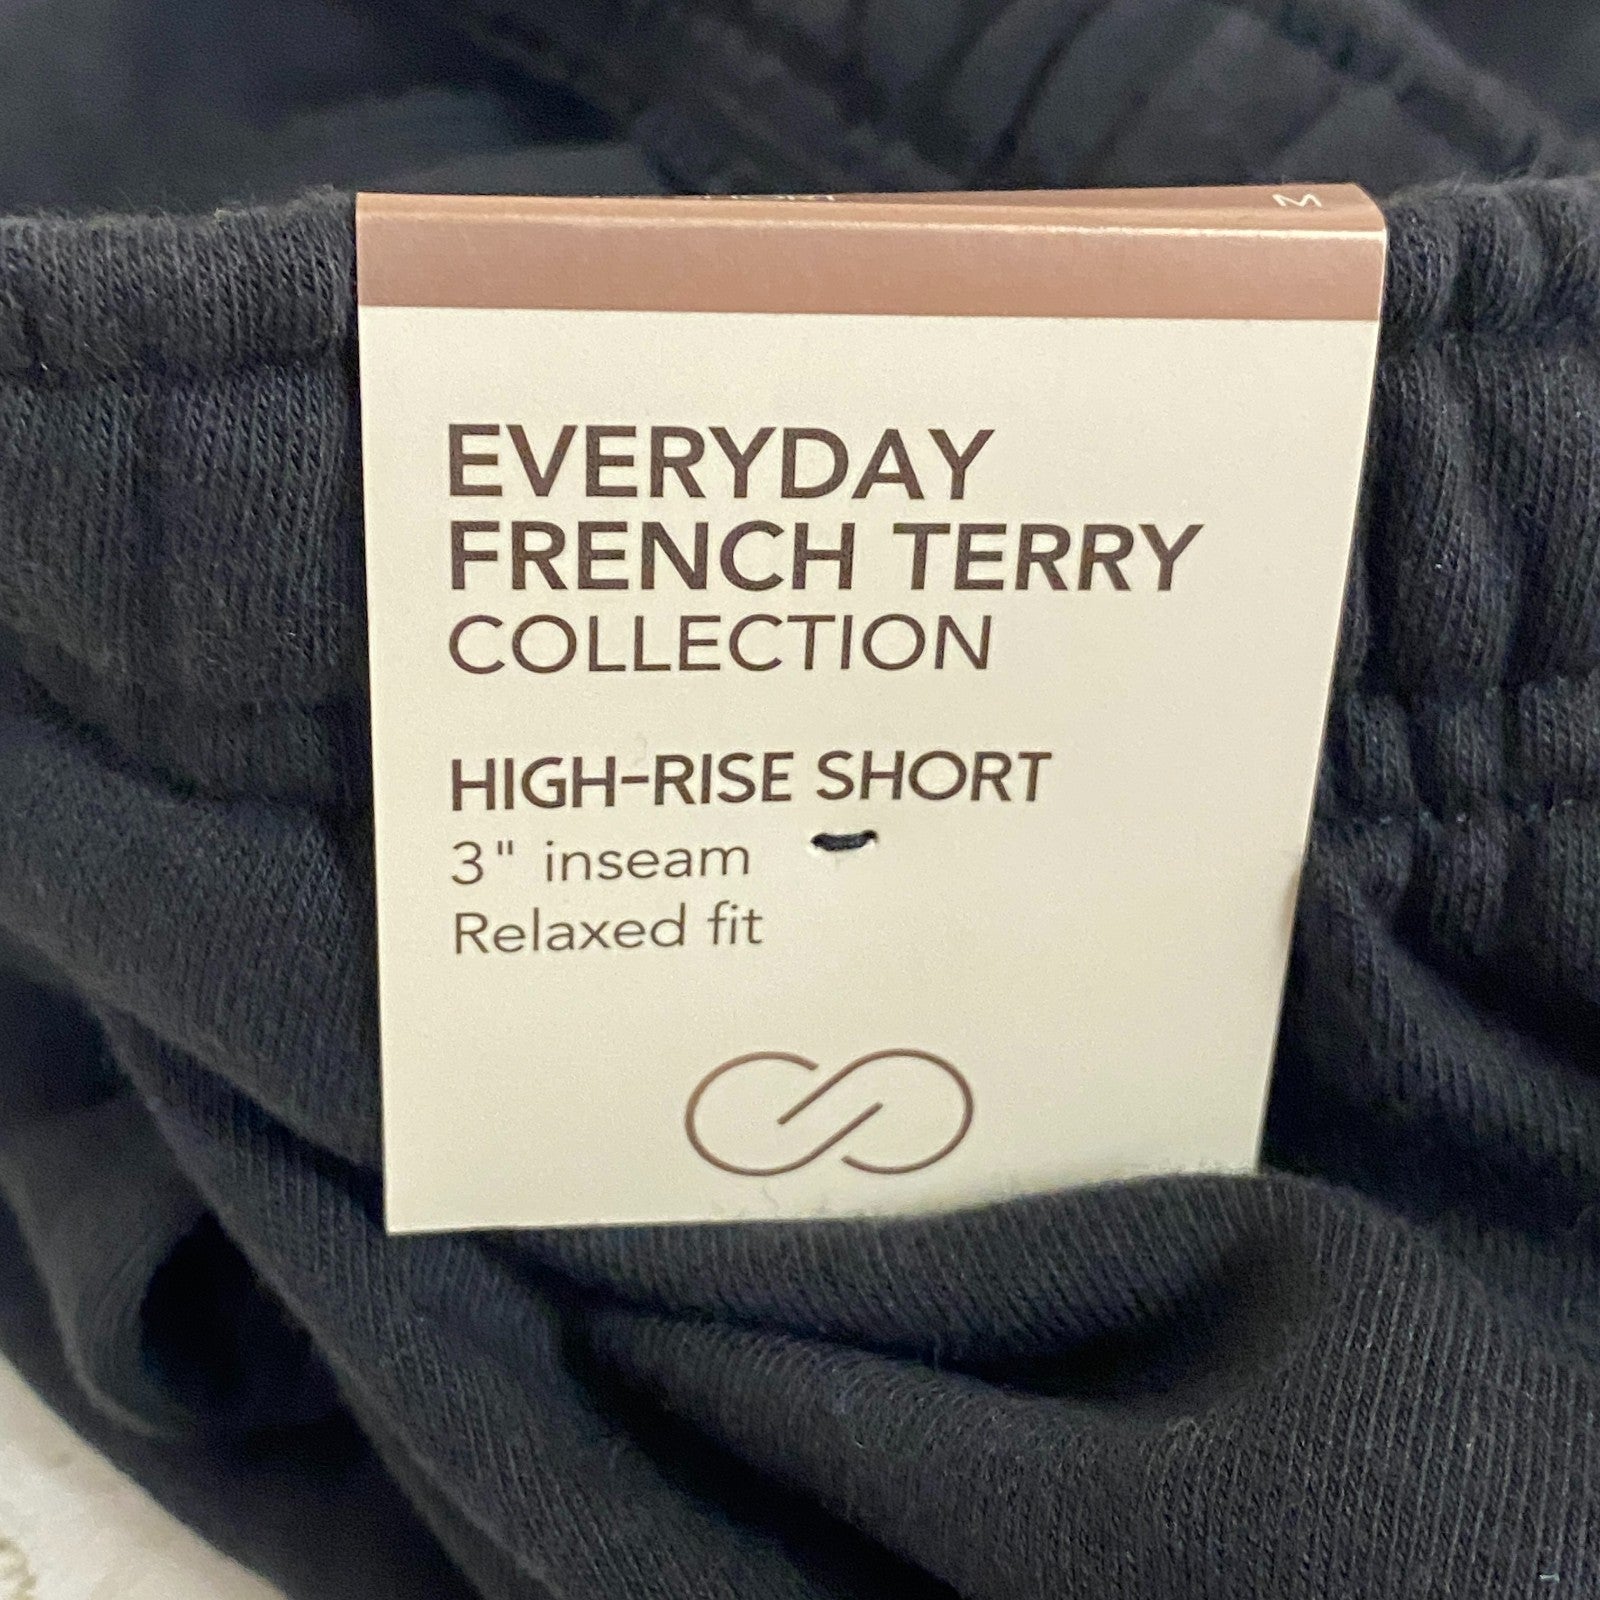 M
EVERYDAY
FRENCH TERRY
COLLECTION
HIGH-RISE SHORT
3" inseam
Relaxed fit